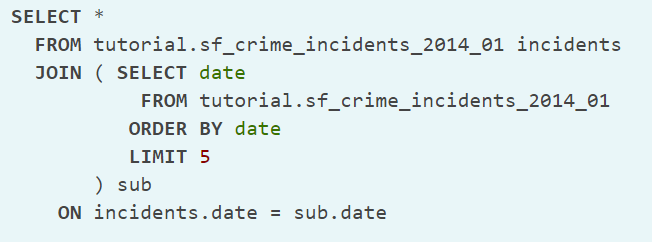 SELECT *
  FROM tutorial.sf_crime_incidents_2014_01 incidents
  JOIN ( SELECT date
           FROM tutorial.sf_crime_incidents_2014_01
          ORDER BY date
          LIMIT 5
       ) sub
    ON incidents.date = sub.date